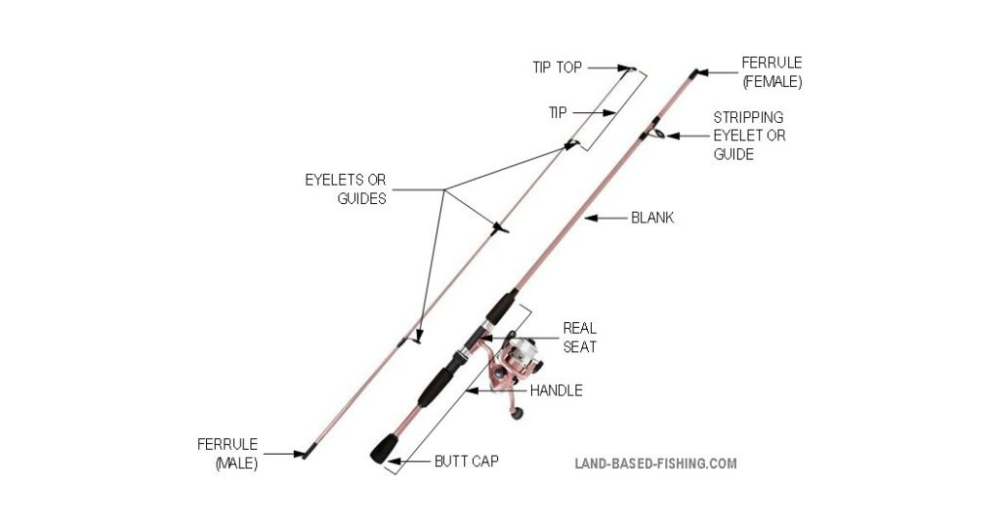 TIP TOP
FERRULE
(FEMALE)
TIP
STRIPPING
EYELET OR
GUIDE
EYELETS OR
GUIDES
BLANK
REAL
SEAT
HANDLE
FERRULE
(MALE)
BUTT CAP
LAND-BASED-FISHING.COM